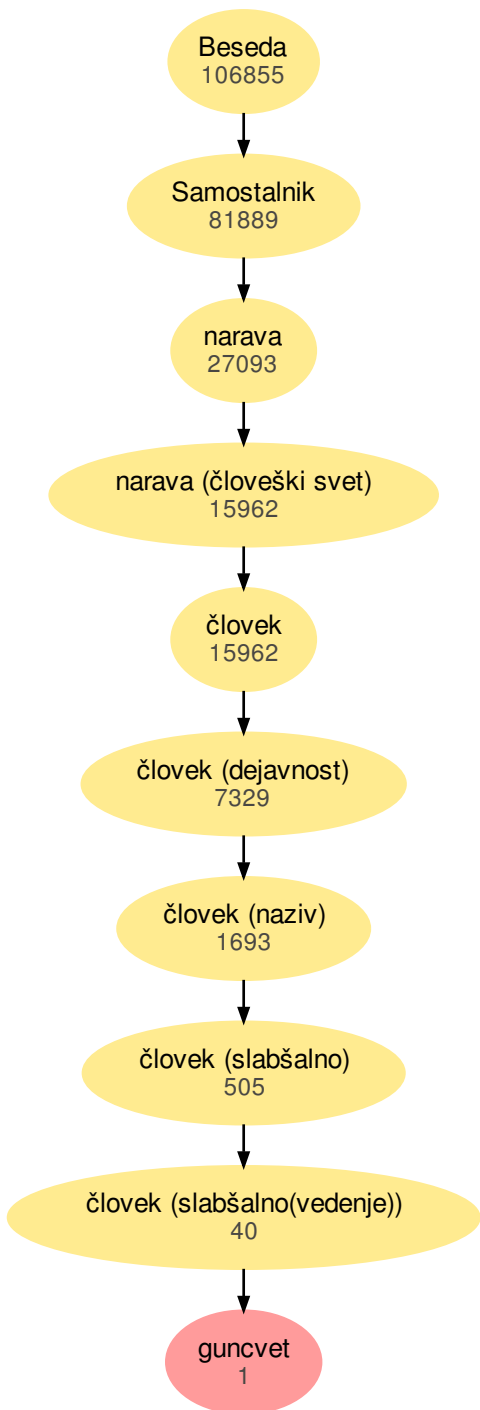 Beseda
106855
Samostalnik
81889
narava
27093
narava (človeški svet)
15962
človek
15962
človek (dejavnost)
7329
človek (naziv)
1693
človek (slabšalno)
505
človek (slabšalno(vedenje))
40
guncvet
1